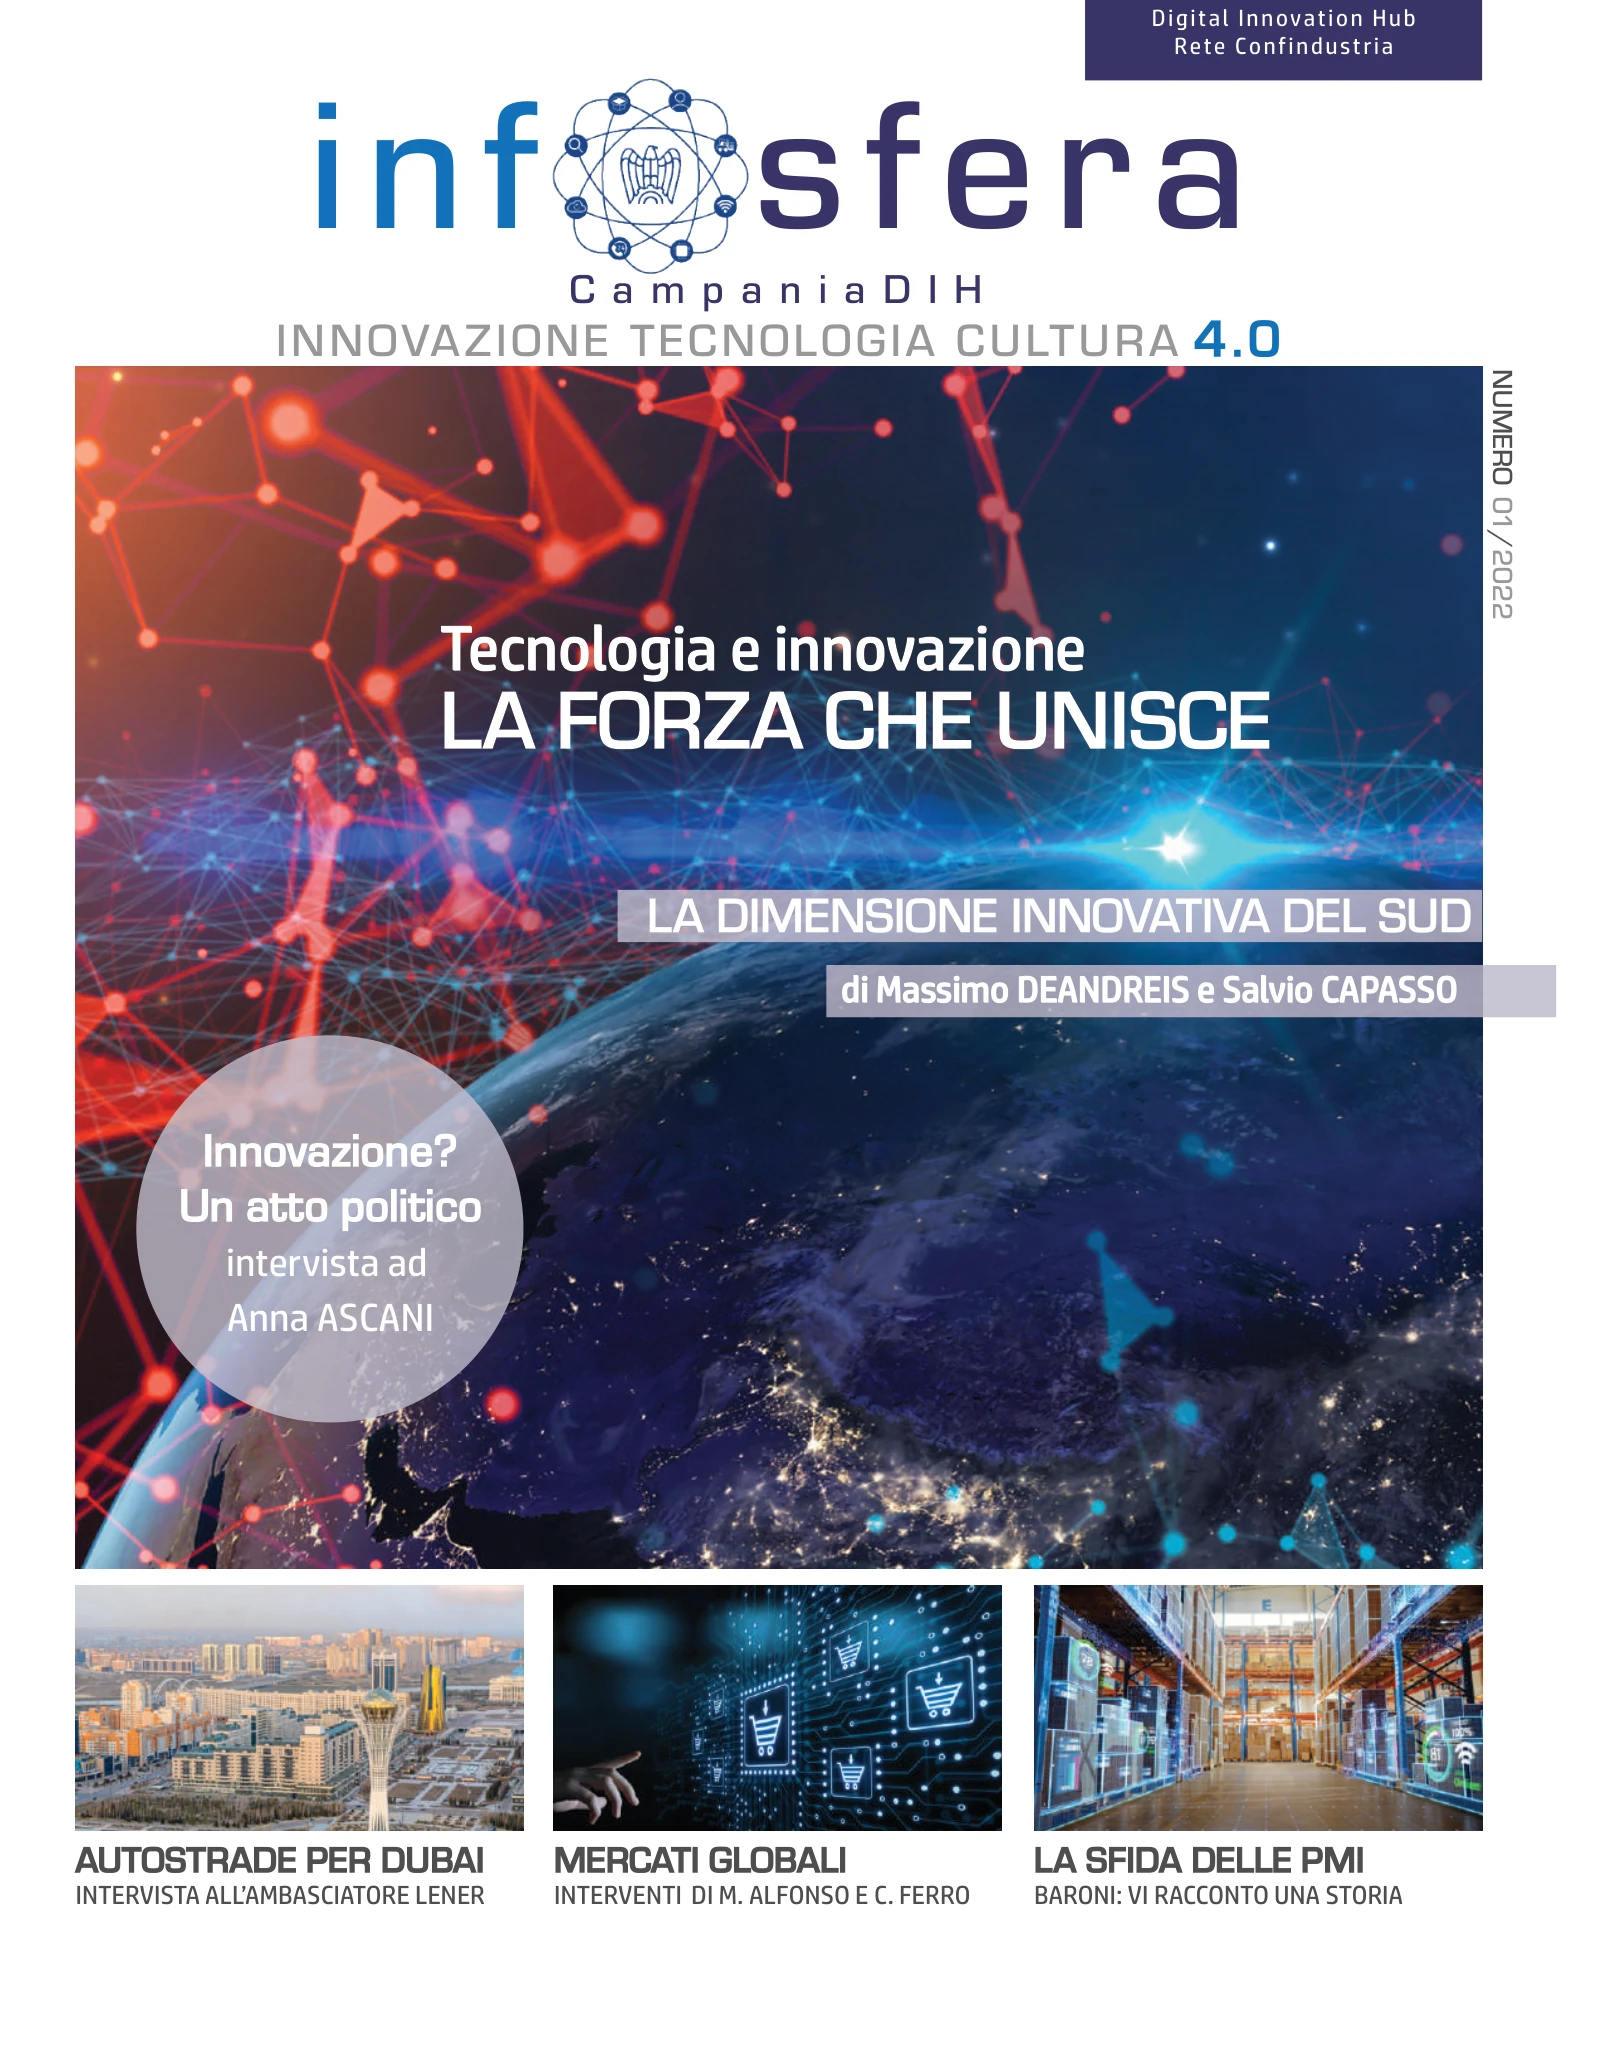 Digital Innovation Hub
Rete Confindustria
infosfera
CampaniaDIH
INNOVAZIONE TECNOLOGIA CULTURA 4.0
NUMERO 01/2022
Tecnologia e innovazione
LA FORZA CHE UNISCE
LA DIMENSIONE INNOVATIVA DEL SUD
di Massimo DEANDREIS e Salvio CAPASSO
Innovazione?
Un atto politico
intervista ad
Anna ASCANI
AUTOSTRADE PER DUBAI
INTERVISTA ALL'AMBASCIATORE LENER
MERCATI GLOBALI
INTERVENTI DI M. ALFONSO E C. FERRO
LA SFIDA DELLE PMI
BARONI: VI RACCONTO UNA STORIA